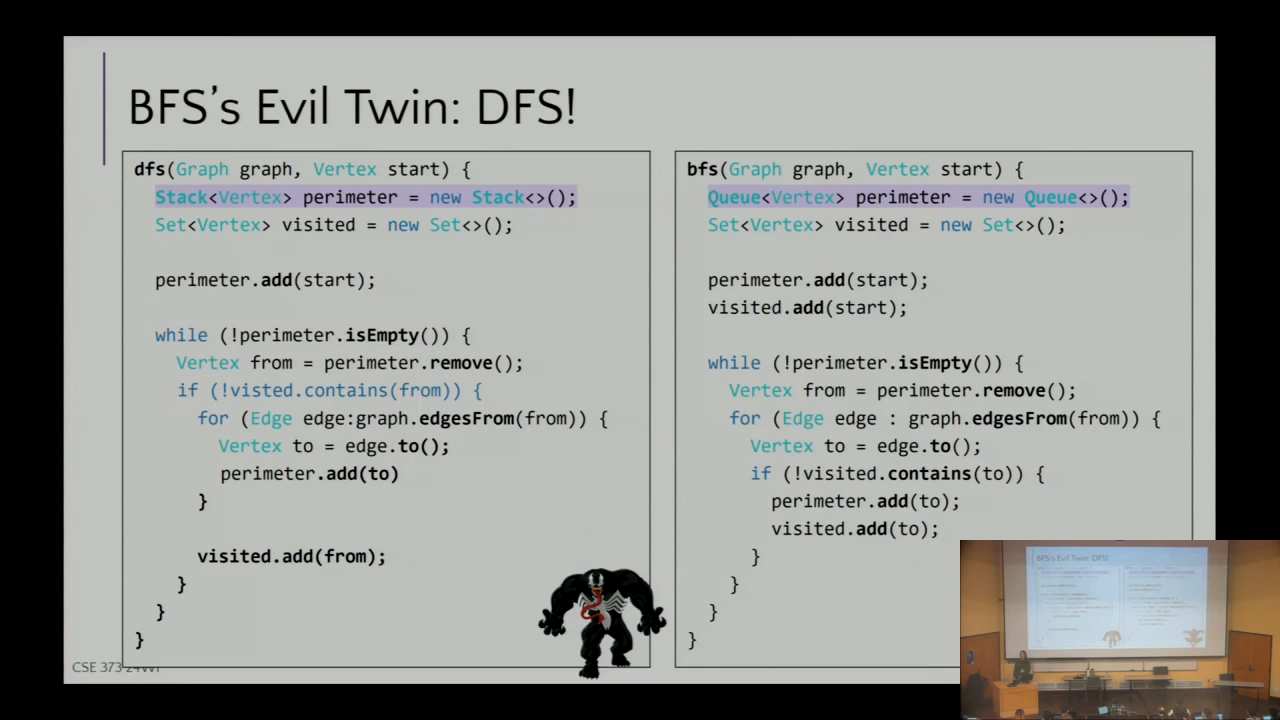 BFS's Evil Twin: DFS!
dfs(Graph graph, Vertex start) {
Stack<Vertex> perimeter = new Stack<>();
Set<Vertex> visited = new Set<>();
perimeter.add(start);
while (!perimeter.isEmpty()) {
Vertex from = perimeter.remove();
if (!visted.contains(from)) {
for (Edge edge:graph.edgesFrom(from)) {
Vertex to = edge.to();
perimeter.add(to)
}
visited.add(from);
}
}
}
bfs(Graph graph, Vertex start) {
Queue<Vertex> perimeter = new Queue<>();
Set<Vertex> visited = new Set<>();
perimeter.add(start);
visited.add(start);
while (!perimeter.isEmpty()) {
Vertex from = perimeter.remove();
for (Edge edge : graph.edgesFrom(from)) {
Vertex to = edge.to();
if (!visited.contains(to)) {
perimeter.add(to);
visited.add(to);
}
}
}
}
CSE 373 24WI
BFS's Evil Twin: DFS!